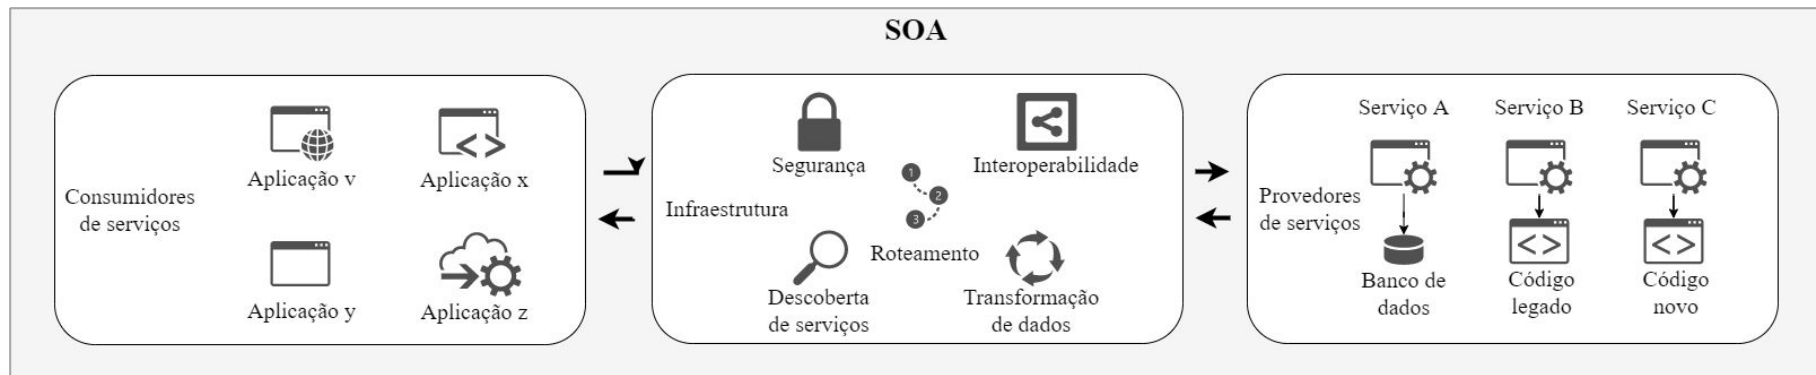 SOA
Consumidores
de serviços
Aplicação v
Aplicação x
Aplicação y
Aplicação z
Infraestrutura
Segurança
Interoperabilidade
1
2
3
Roteamento
Descoberta
de serviços
Transformação
de dados
Provedores
de serviços
Serviço A
Serviço B
Serviço C
Banco de
dados
Código
legado
Código
novo